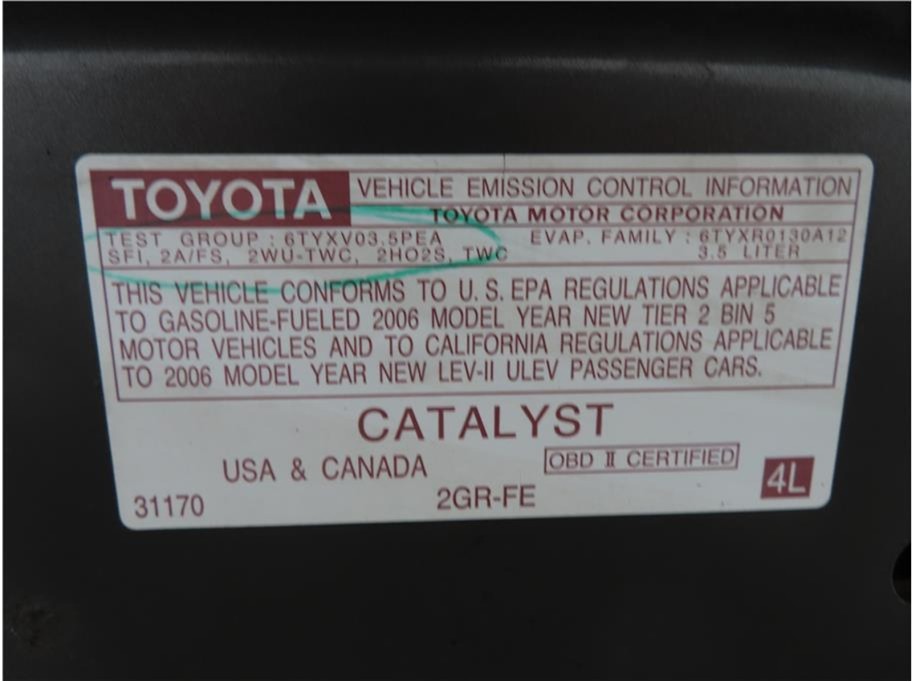 TOYOTA VEHICLE EMISSION CONTROL INFORMATION
TOYOTA MOTOR CORPORATION
TEST GROUP : 6TYXV03.5PEA EVAP. FAMILY : 6TYXR0130A12
SFI, 2A/FS, 2WU-TWC, 2HO2S, TWC 3.5 LITER
THIS VEHICLE CONFORMS TO U.S. EPA REGULATIONS APPLICABLE
TO GASOLINE-FUELED 2006 MODEL YEAR NEW TIER 2 BIN 5
MOTOR VEHICLES AND TO CALIFORNIA REGULATIONS APPLICABLE
TO 2006 MODEL YEAR NEW LEV-II ULEV PASSENGER CARS.
CATALYST
USA & CANADA OBD II CERTIFIED
31170 2GR-FE 4L